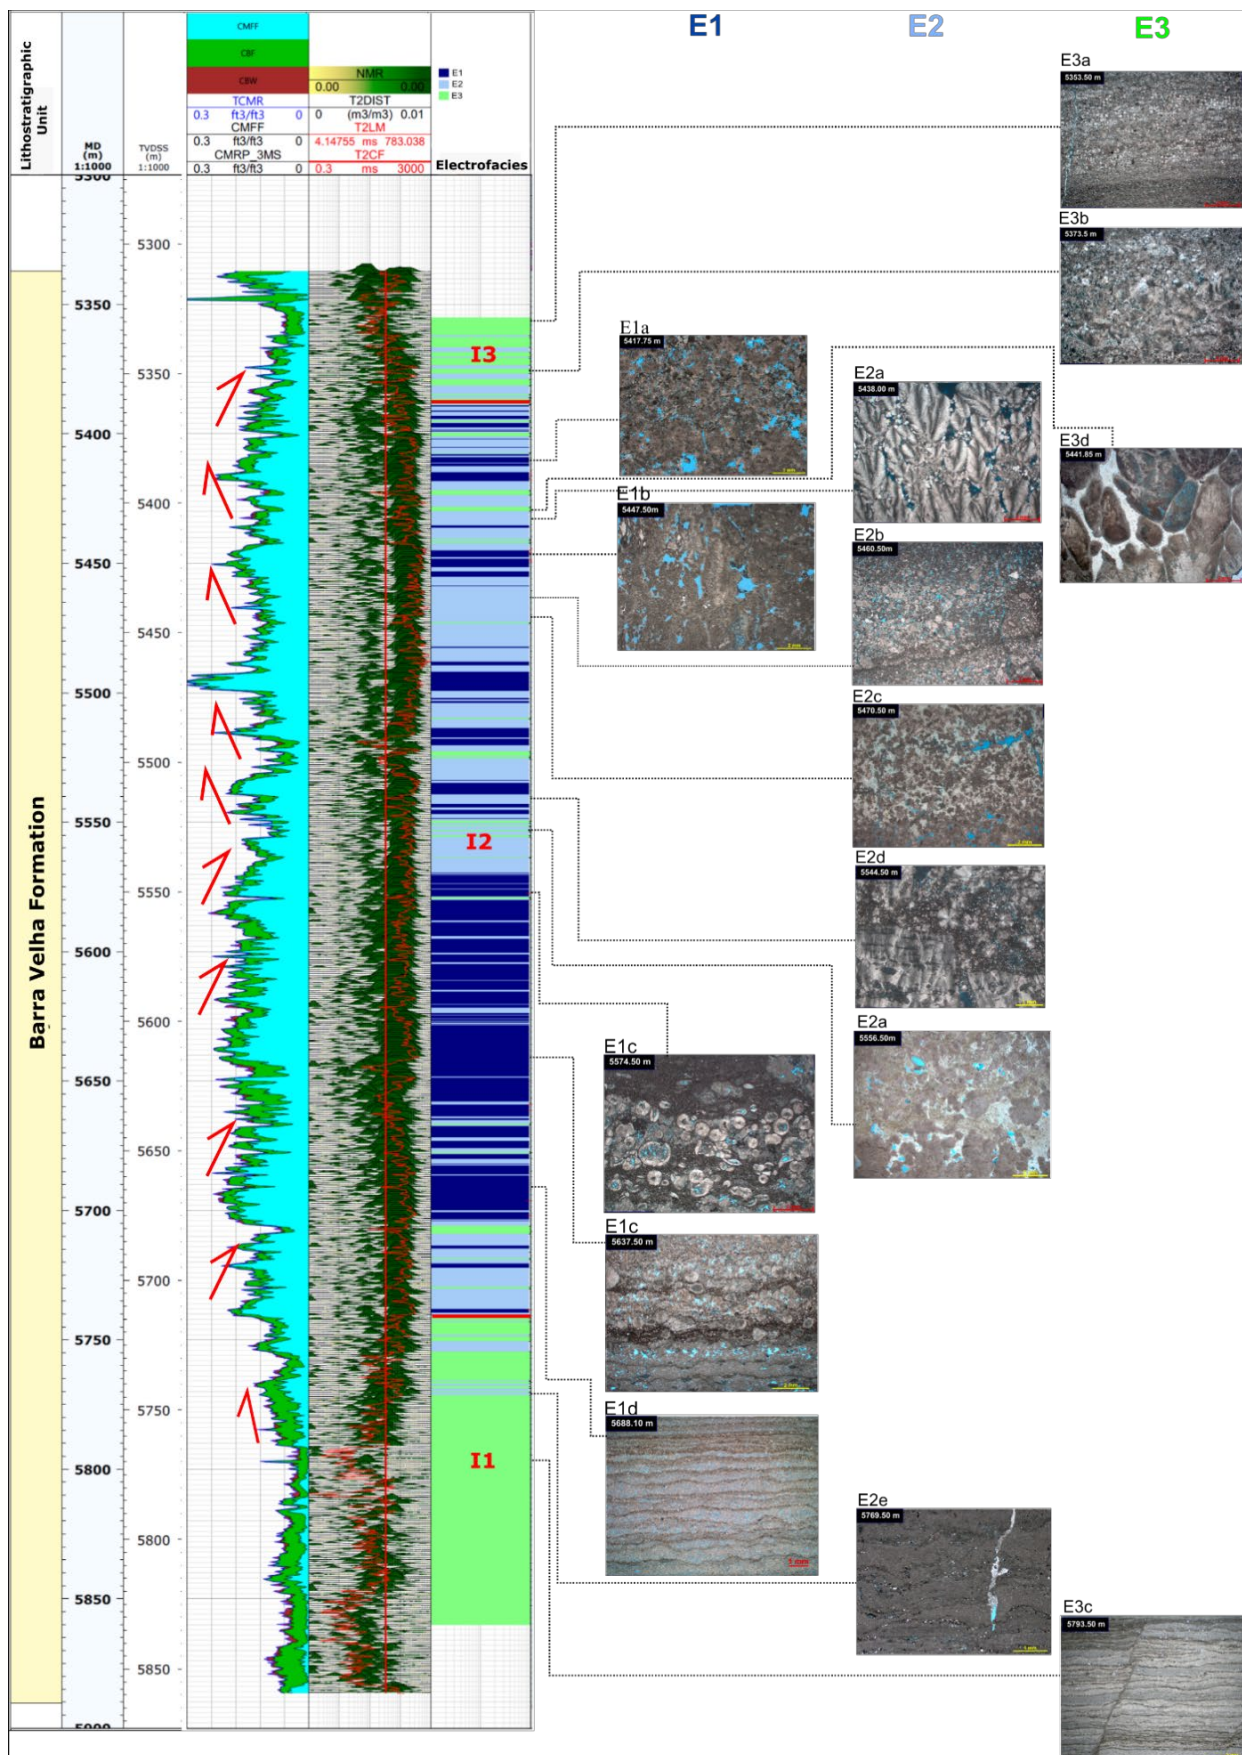 E1
E2
E3
Lithostratigraphic
Unit
MD
(m)
1:1000
TVDSS
(m)
1:1000
CMFF
CBF
CBW
TCMR
0.3 ft3/ft3 0
CMFF
0.3 ft3/ft3 0
CMRP_3MS
0.3 ft3/ft3 0
NMR
0.00 0.00
T2DIST
0 (m3/m3) 0.01
T2LM
4.14755 ms 783.038
T2CF
0.3 ms 3000
E1
E2
E3
Electrofacies
Barra Velha Formation
5300
5350
5400
5450
5500
5550
5600
5650
5700
5750
5800
5850
5900
5300
5350
5400
5450
5500
5550
5600
5650
5700
5750
5800
5850
I3
I2
I1
E1a
5417.75 m
E1b
5447.50m
E1c
5574.50 m
E1c
5637.50 m
E1d
5688.10 m
5 mm
E2a
5438.00 m
E2b
5460.50m
E2c
5470.50 m
E2d
5544.50 m
E2a
5556.50m
E2e
5769.50 m
E3a
5353.50 m
E3b
5373.5 m
E3d
5441.85 m
E3c
5793.50 m